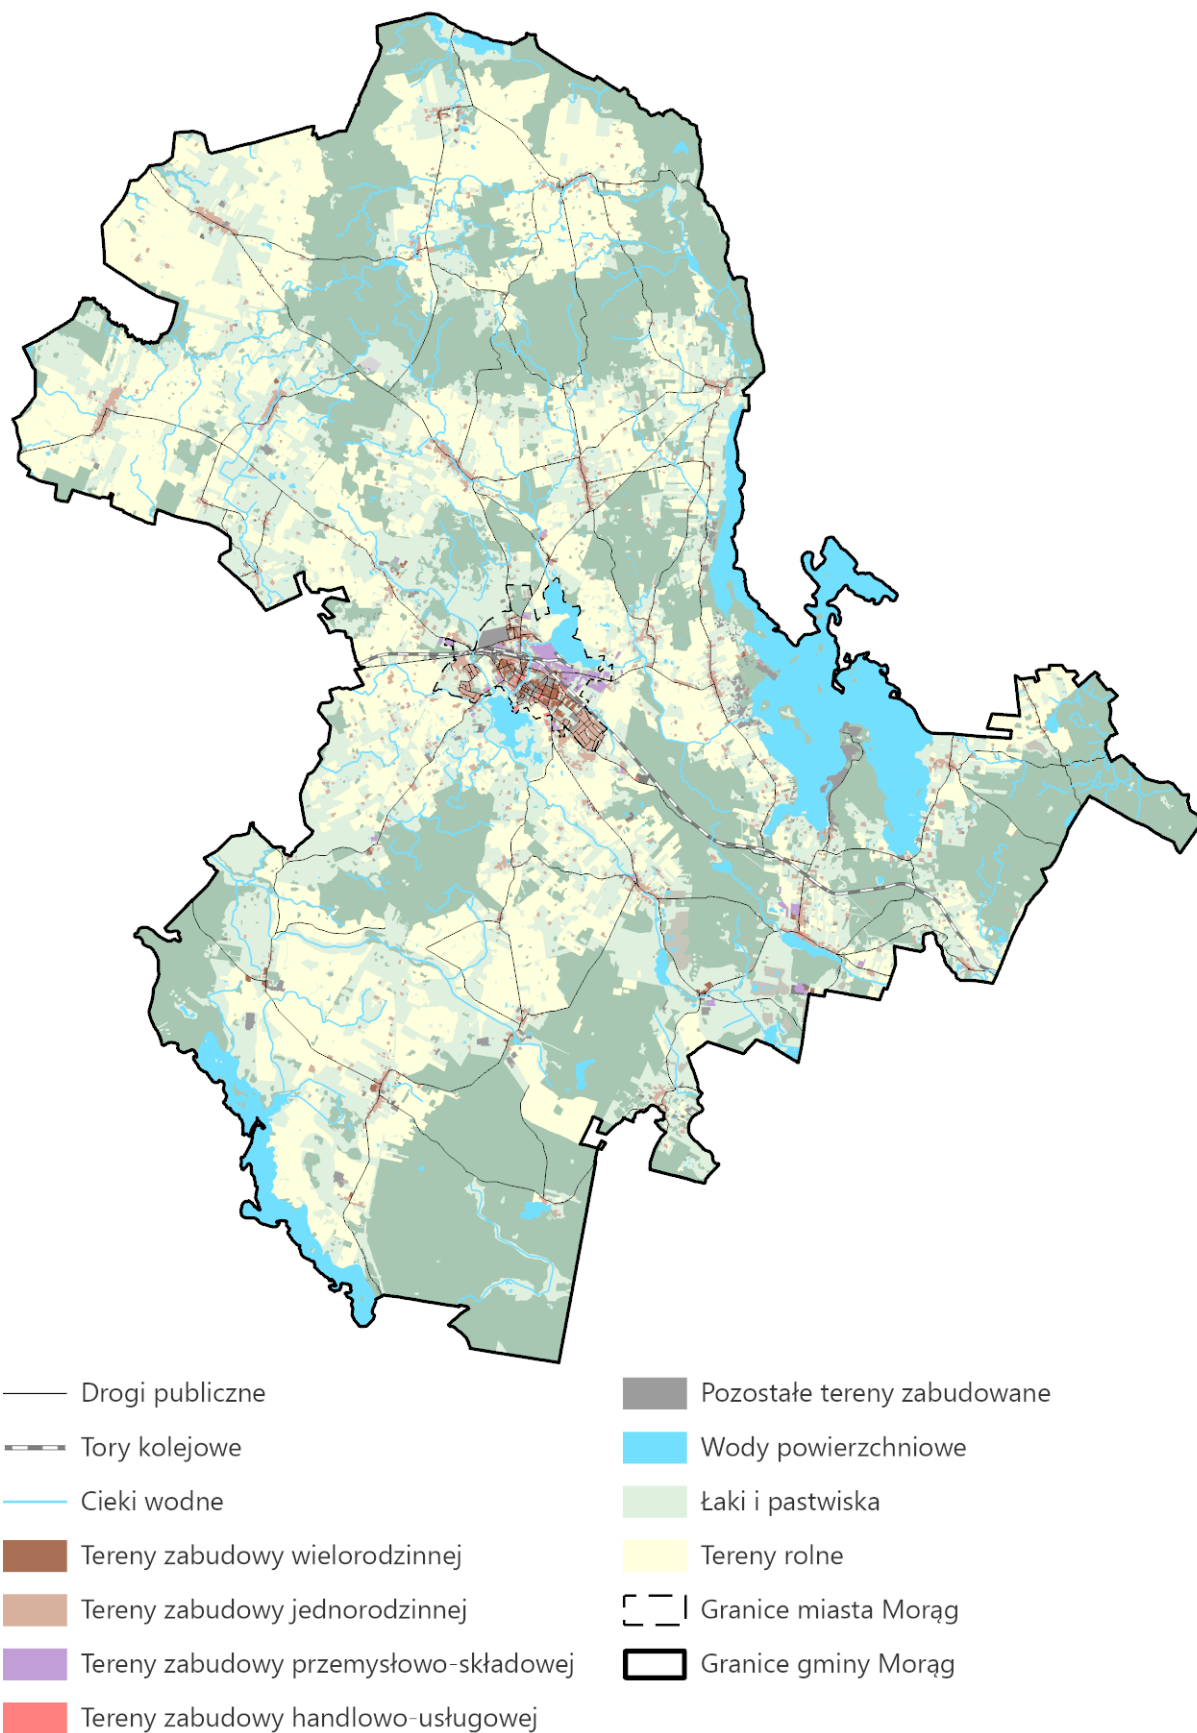 Drogi publiczne
Tory kolejowe
Cieki wodne
Tereny zabudowy wielorodzinnej
Tereny zabudowy jednorodzinnej
Tereny zabudowy przemysłowo-składowej
Tereny zabudowy handlowo-usługowej
Pozostałe tereny zabudowane
Wody powierzchniowe
Łaki i pastwiska
Tereny rolne
Granice miasta Morąg
Granice gminy Morąg